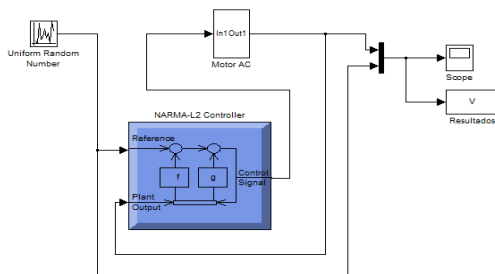 Uniform Random
Number
In1Out1
Motor AC
Scope
V
Resultados
NARMA-L2 Controller
Reference
f
g
Control
Signal
Plant
Output